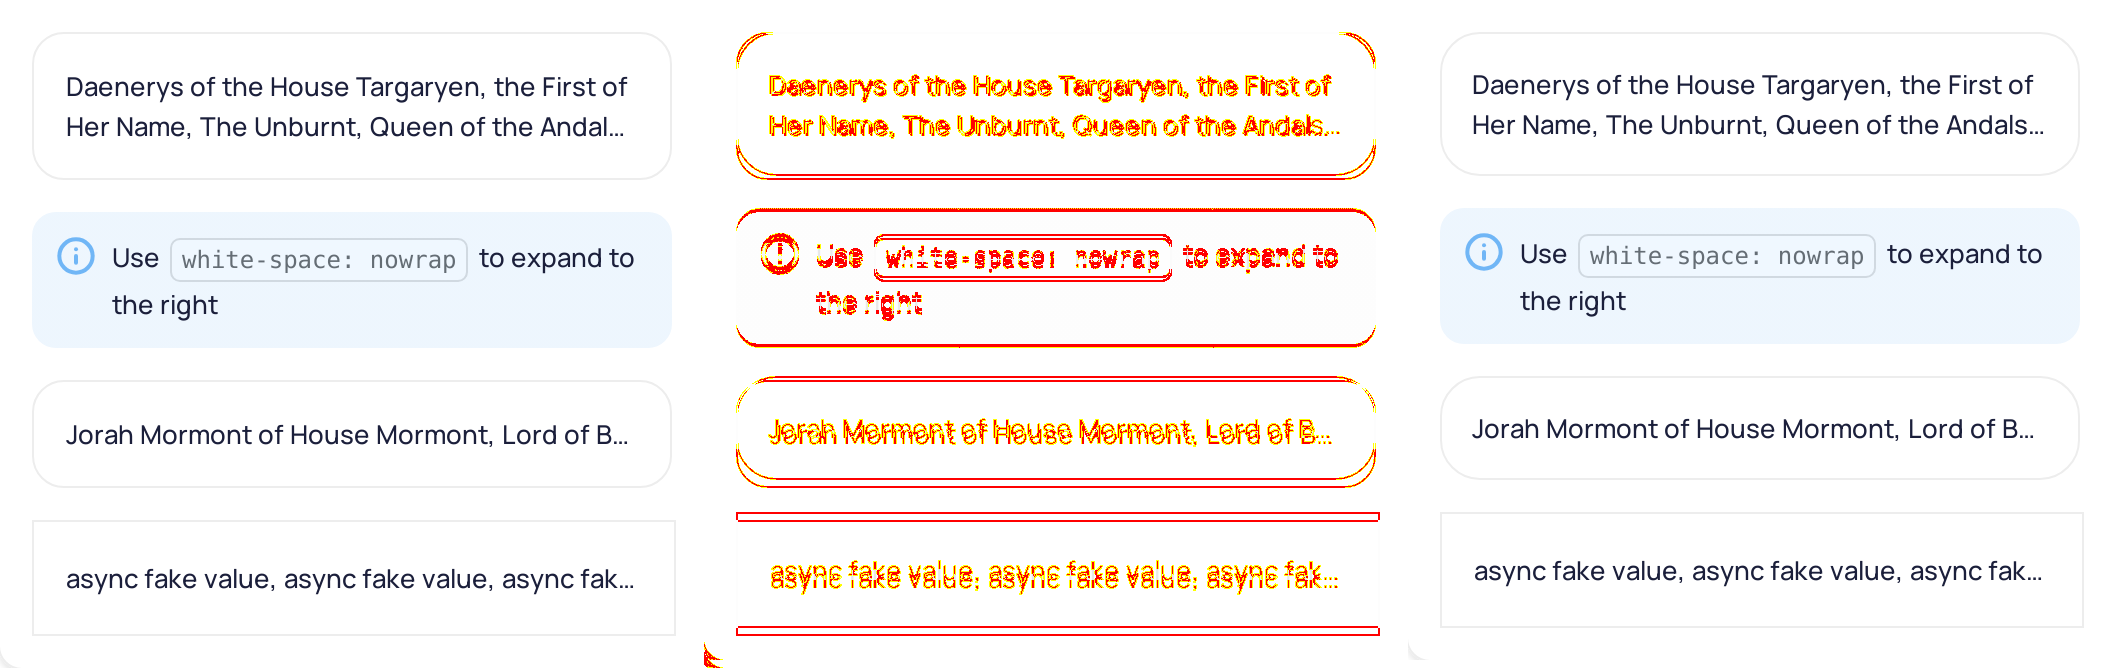 Daenerys of the House Targaryen, the First of
Her Name, The Unburnt, Queen of the Andal...
Use white-space: nowrap to expand to
the right
Jorah Mormont of House Mormont, Lord of B...
async fake value, async fake value, async fak...
Daenerys of the House Targaryen, the First of
Her Name, The Unburnt, Queen of the Andals...
Use white-space: nowrap to expand to
the right
Jorah Mormont of House Mormont, Lord of B...
async fake value, async fake value, async fak...
Daenerys of the House Targaryen, the First of
Her Name, The Unburnt, Queen of the Andals...
Use white-space: nowrap to expand to
the right
Jorah Mormont of House Mormont, Lord of B...
async fake value, async fake value, async fak...